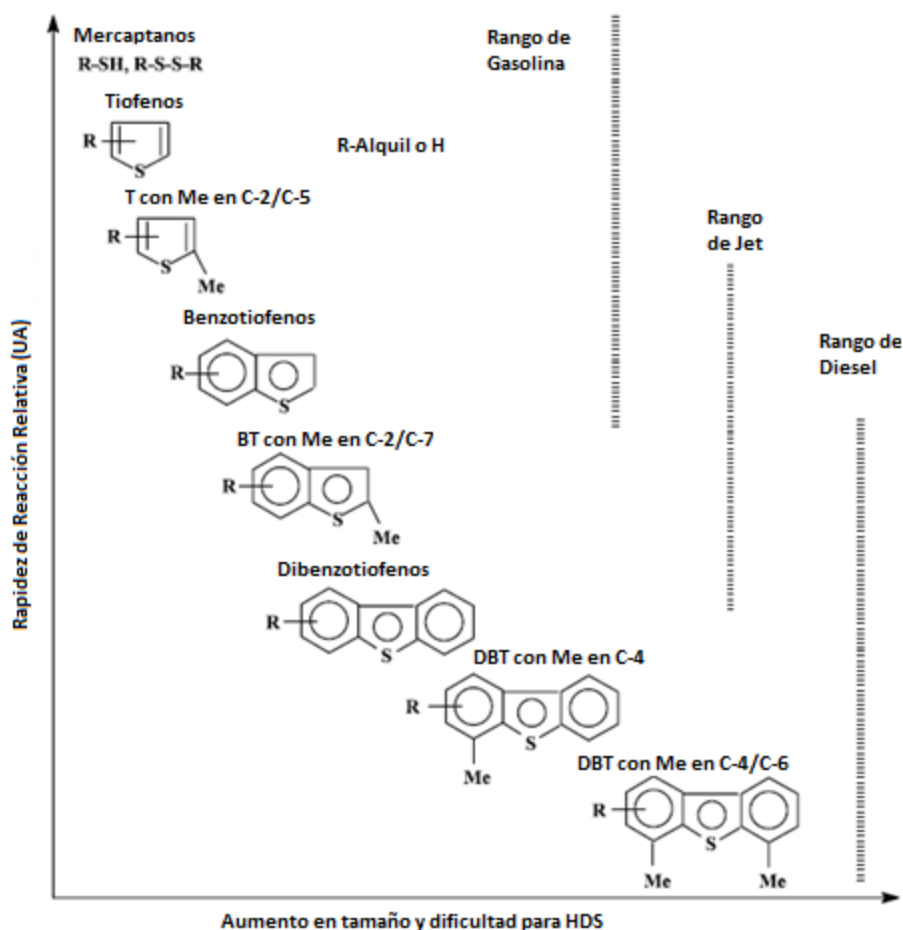 Mercaptanos
R-SH, R-S-S-R
Rango de
Gasolina
Tiofenos
R
S
R-Alquil o H
T con Me en C-2/C-5
R
S
Me
Rango
de Jet
Benzotiofenos
R
S
Rango de
Diesel
BT con Me en C-2/C-7
R
S
Me
Dibenzotiofenos
R
S
DBT con Me en C-4
R
S
Me
DBT con Me en C-4/C-6
R
S
Me
Me
Rapidez de Reacción Relativa (UA)
Aumento en tamaño y dificultad para HDS